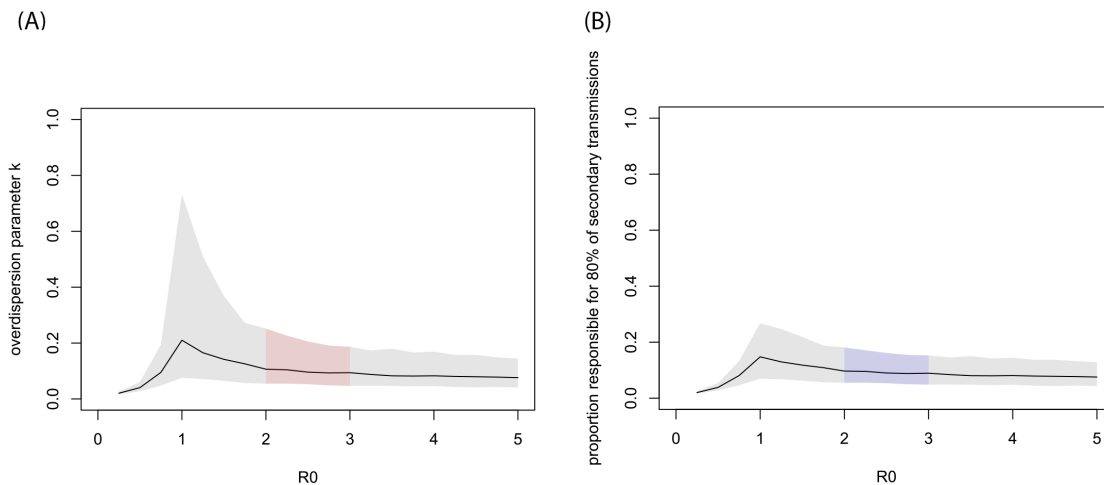 (A)
overdispersion parameter k
1.0
0.8
0.6
0.4
0.2
0.0
0 1 2 3 4 5
R0
(B)
proportion responsible for 80% of secondary transmissions
1.0
0.8
0.6
0.4
0.2
0.0
0 1 2 3 4 5
R0